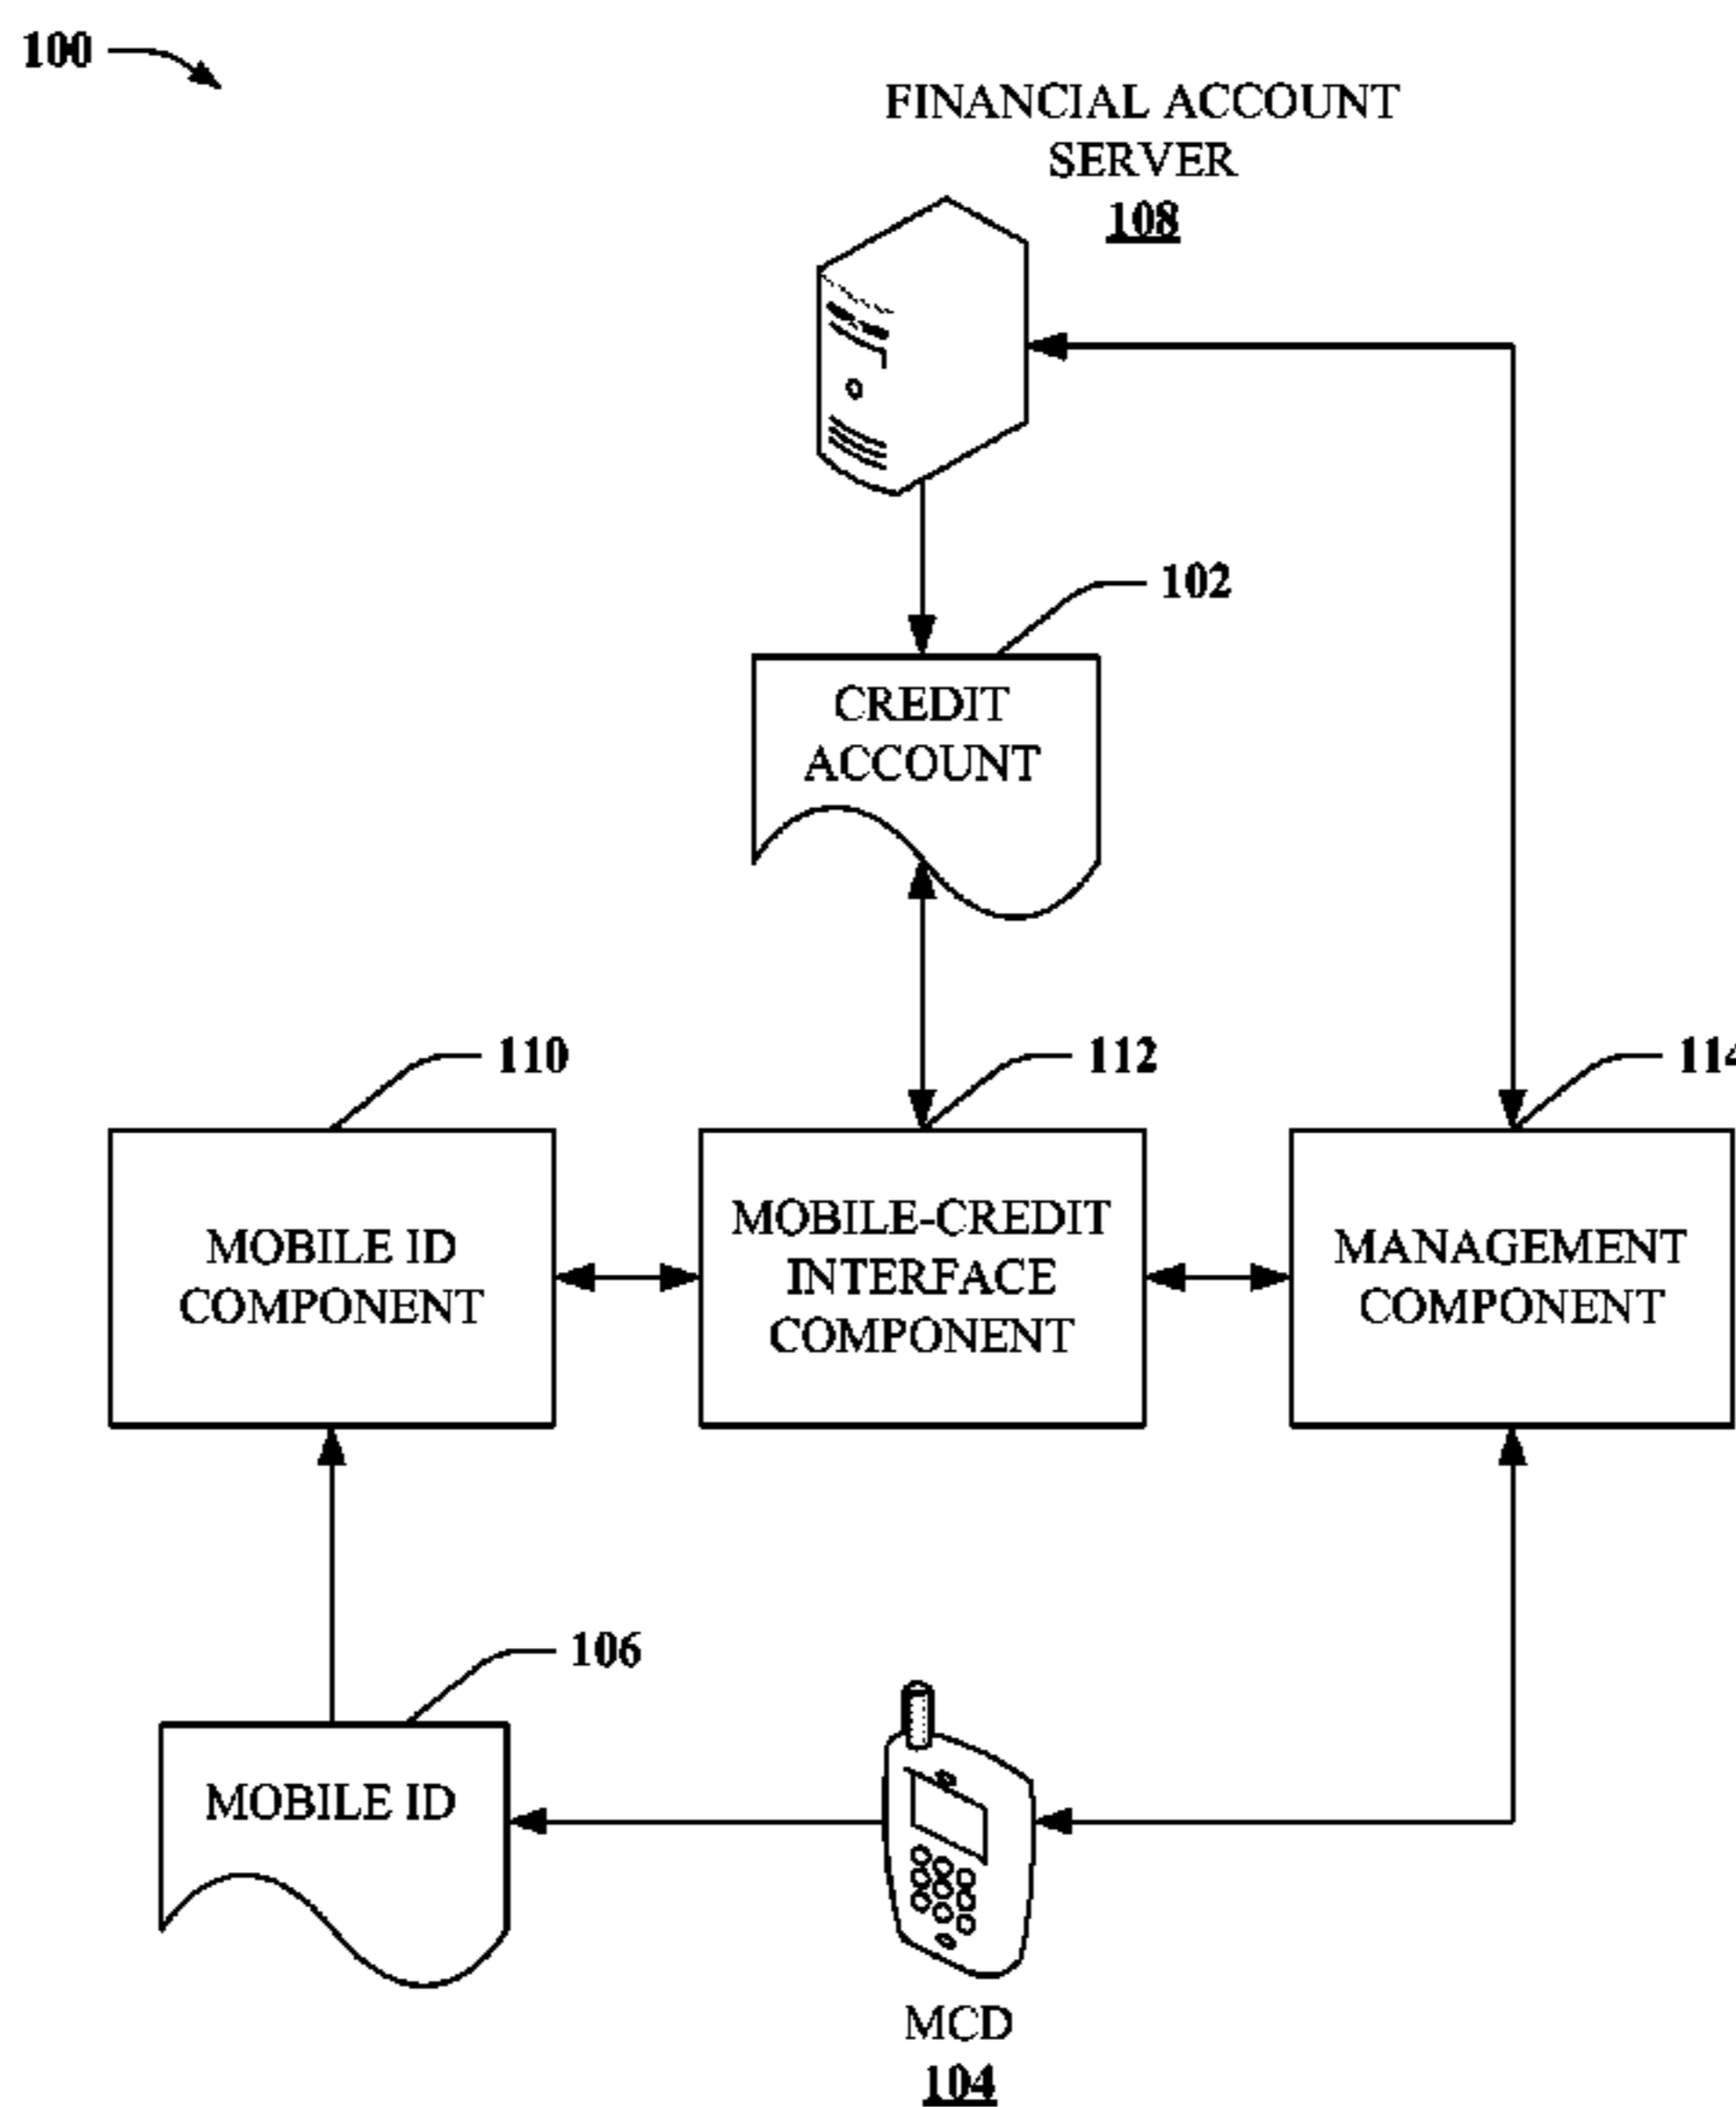 100
FINANCIAL ACCOUNT
SERVER
108
102
CREDIT
ACCOUNT
110
112
114
MOBILE ID
COMPONENT
MOBILE-CREDIT
INTERFACE
COMPONENT
MANAGEMENT
COMPONENT
106
MOBILE ID
MCD
104